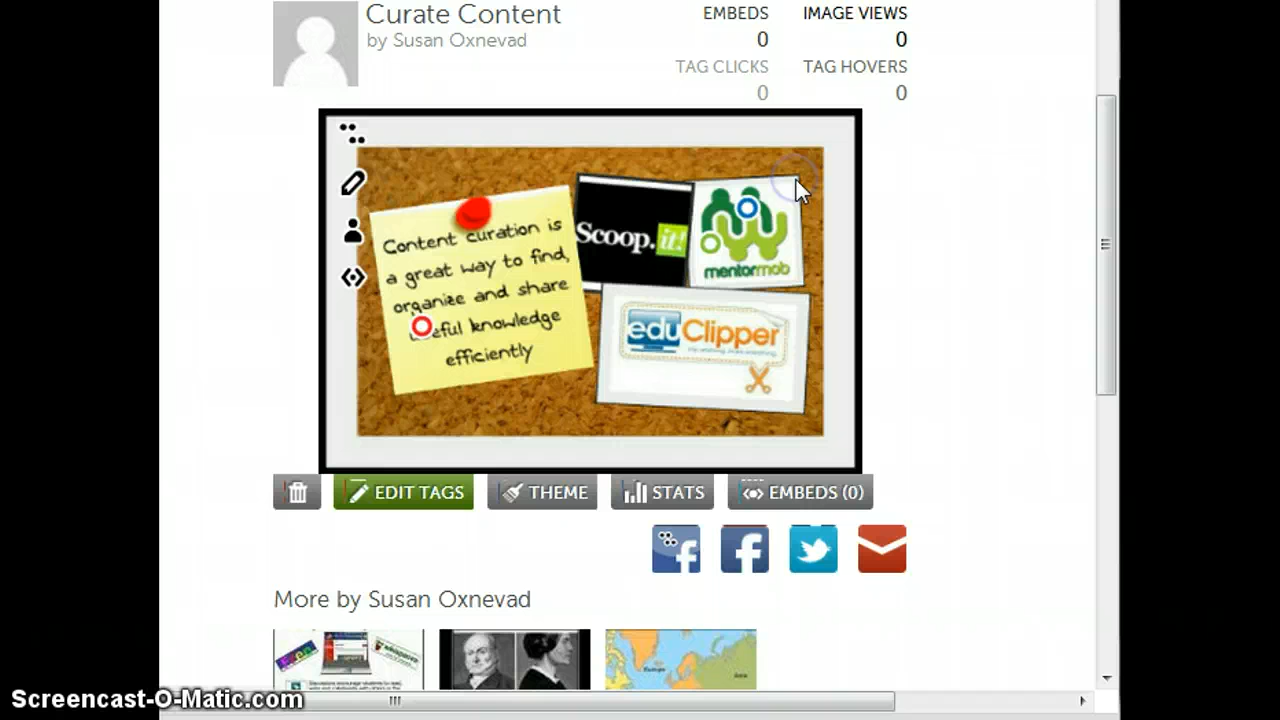 Curate Content
by Susan Oxnevad
EMBEDS
0
IMAGE VIEWS
0
TAG CLICKS
0
TAG HOVERS
0
Content curation is
a great way to find,
organize and share
eful knowledge
efficiently
Scoop.it!
mentormob
eduClipper
EDIT TAGS
THEME
STATS
EMBEDS (0)
More by Susan Oxnevad
Europe
Asia
Screencast-O-Matic.com